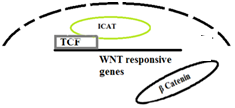 ICAT
TCF
WNT responsive
genes
β Catenin